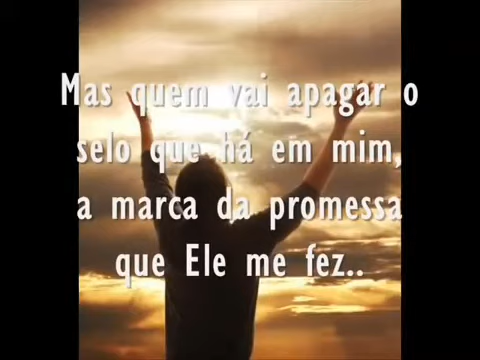 Mas quem vai apagar o
selo que há em mim,
a marca da promessa
que Ele me fez..